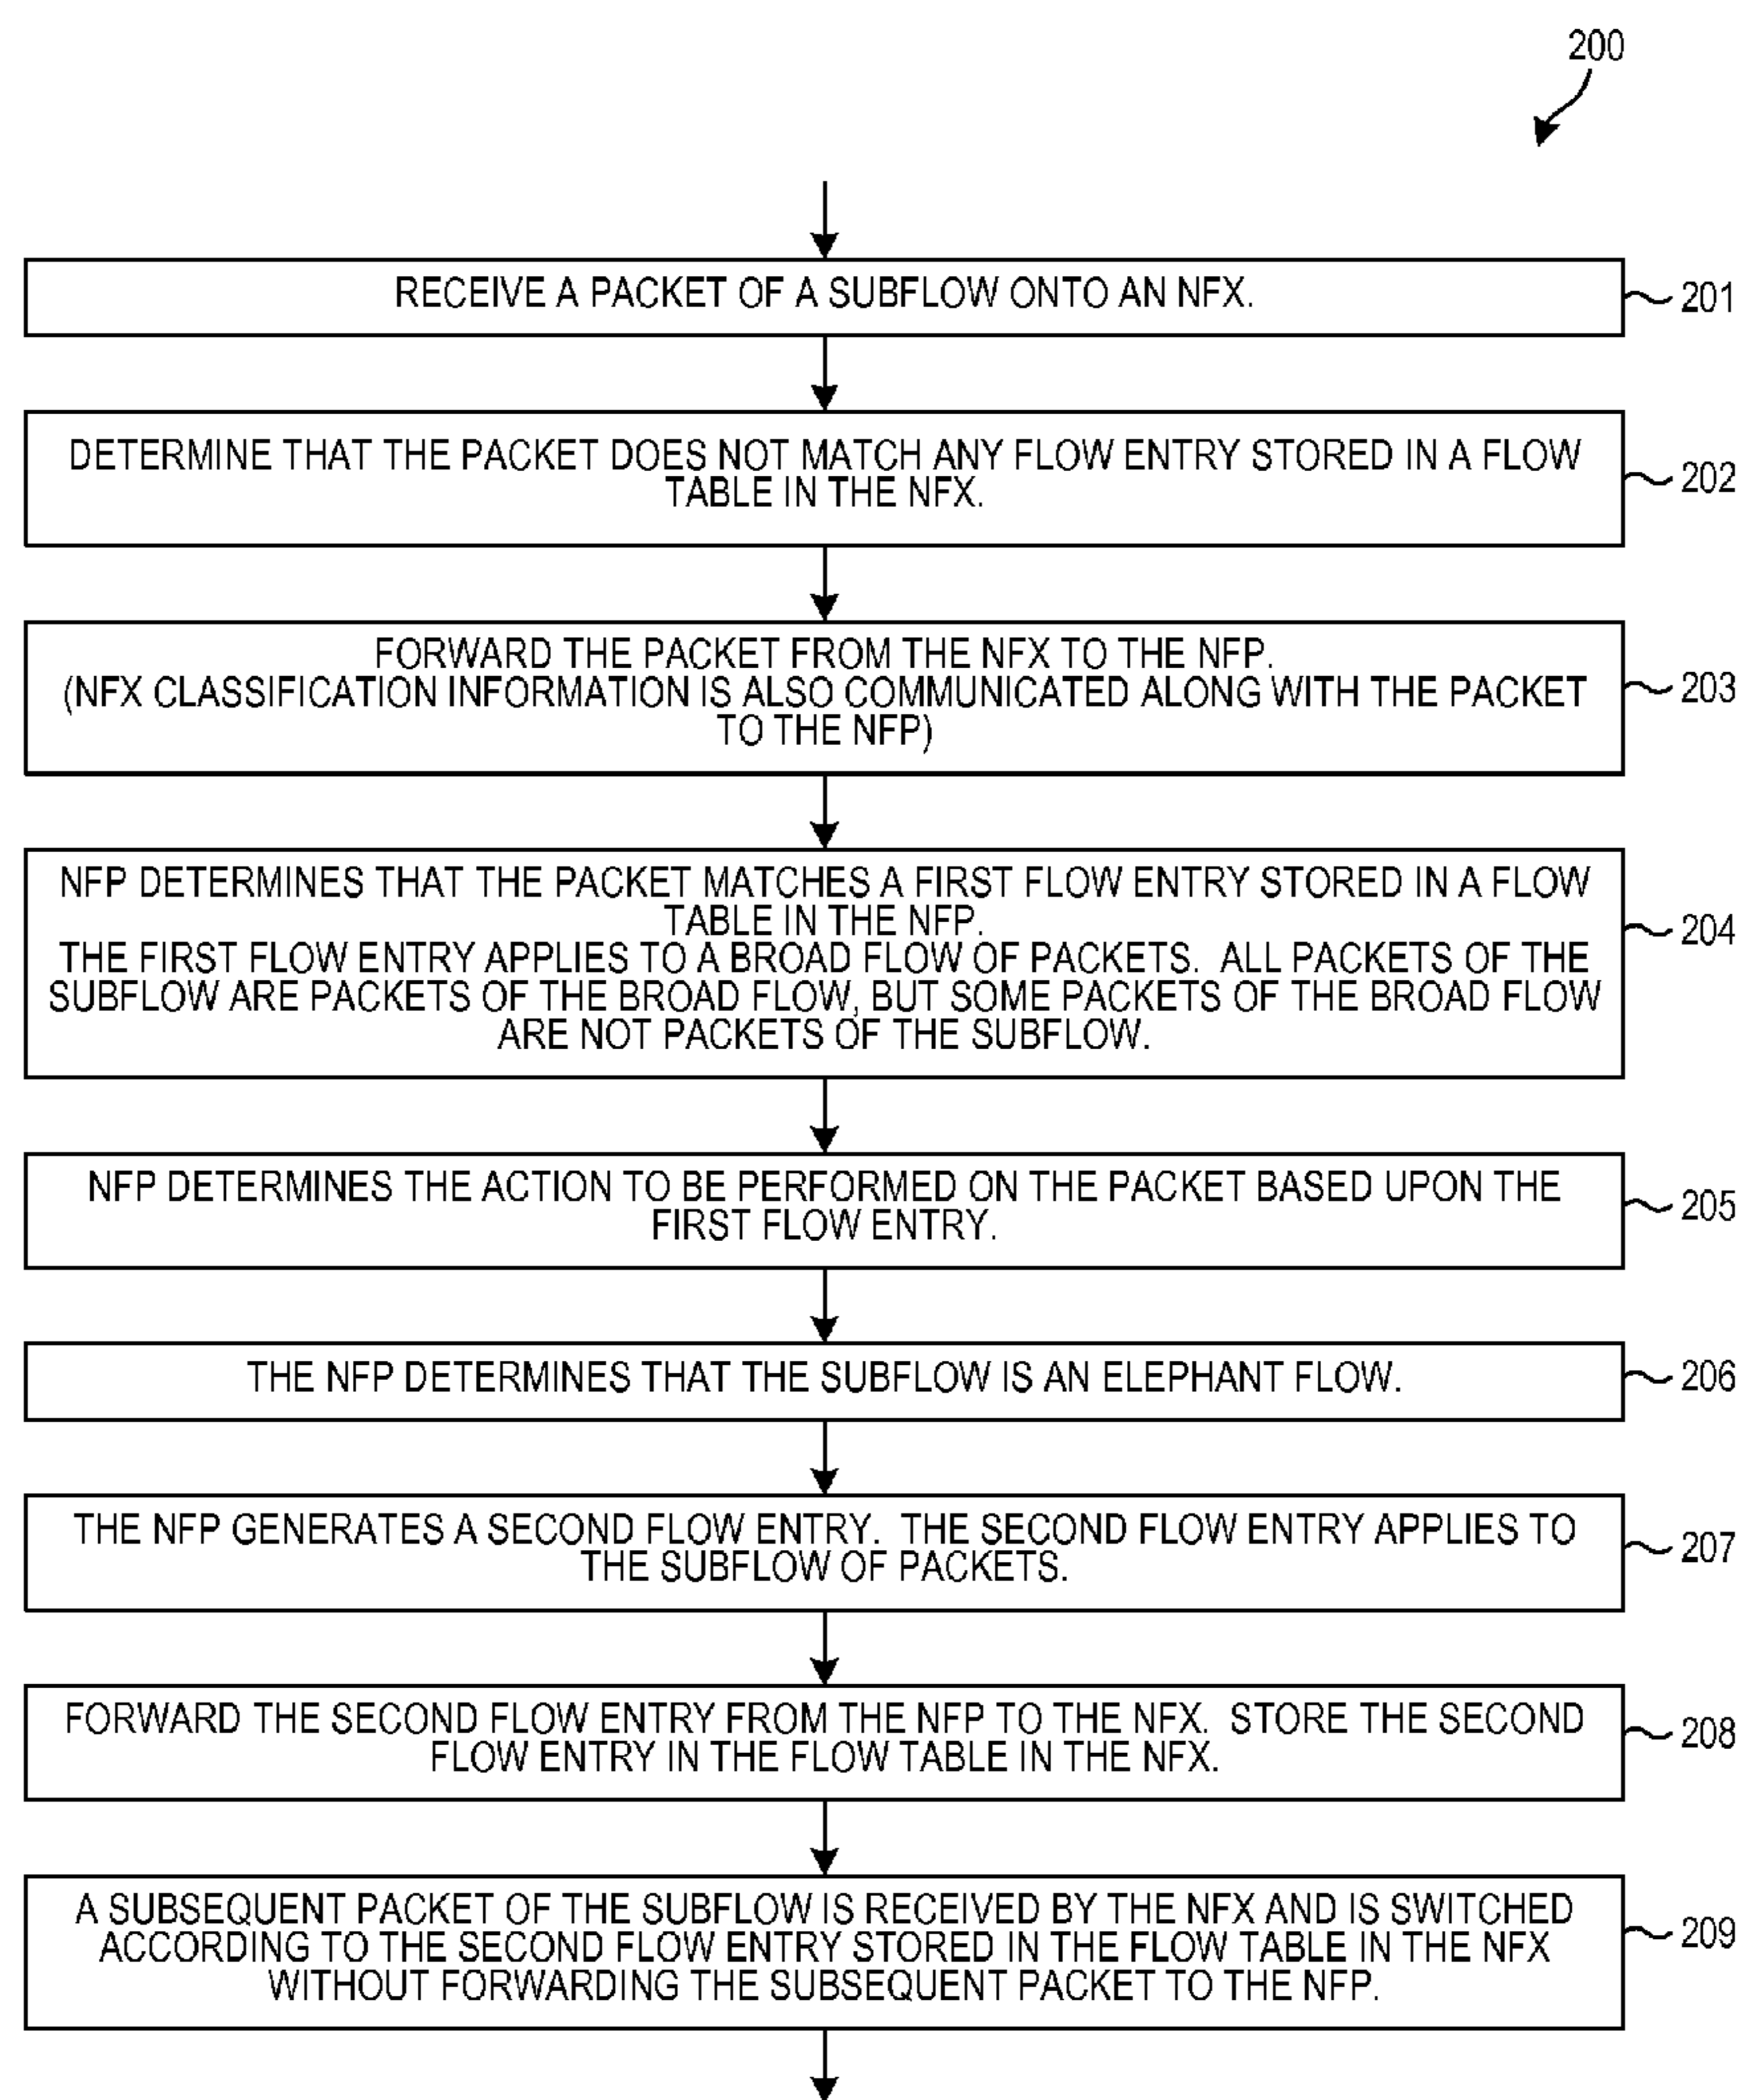 200
RECEIVE A PACKET OF A SUBFLOW ONTO AN NFX.
201
DETERMINE THAT THE PACKET DOES NOT MATCH ANY FLOW ENTRY STORED IN A FLOW
TABLE IN THE NFX.
202
FORWARD THE PACKET FROM THE NFX TO THE NFP.
(NFX CLASSIFICATION INFORMATION IS ALSO COMMUNICATED ALONG WITH THE PACKET
TO THE NFP)
203
NFP DETERMINES THAT THE PACKET MATCHES A FIRST FLOW ENTRY STORED IN A FLOW
TABLE IN THE NFP.
THE FIRST FLOW ENTRY APPLIES TO A BROAD FLOW OF PACKETS. ALL PACKETS OF THE
SUBFLOW ARE PACKETS OF THE BROAD FLOW, BUT SOME PACKETS OF THE BROAD FLOW
ARE NOT PACKETS OF THE SUBFLOW.
204
NFP DETERMINES THE ACTION TO BE PERFORMED ON THE PACKET BASED UPON THE
FIRST FLOW ENTRY.
205
THE NFP DETERMINES THAT THE SUBFLOW IS AN ELEPHANT FLOW.
206
THE NFP GENERATES A SECOND FLOW ENTRY. THE SECOND FLOW ENTRY APPLIES TO
THE SUBFLOW OF PACKETS.
207
FORWARD THE SECOND FLOW ENTRY FROM THE NFP TO THE NFX. STORE THE SECOND
FLOW ENTRY IN THE FLOW TABLE IN THE NFX.
208
A SUBSEQUENT PACKET OF THE SUBFLOW IS RECEIVED BY THE NFX AND IS SWITCHED
ACCORDING TO THE SECOND FLOW ENTRY STORED IN THE FLOW TABLE IN THE NFX
WITHOUT FORWARDING THE SUBSEQUENT PACKET TO THE NFP.
209